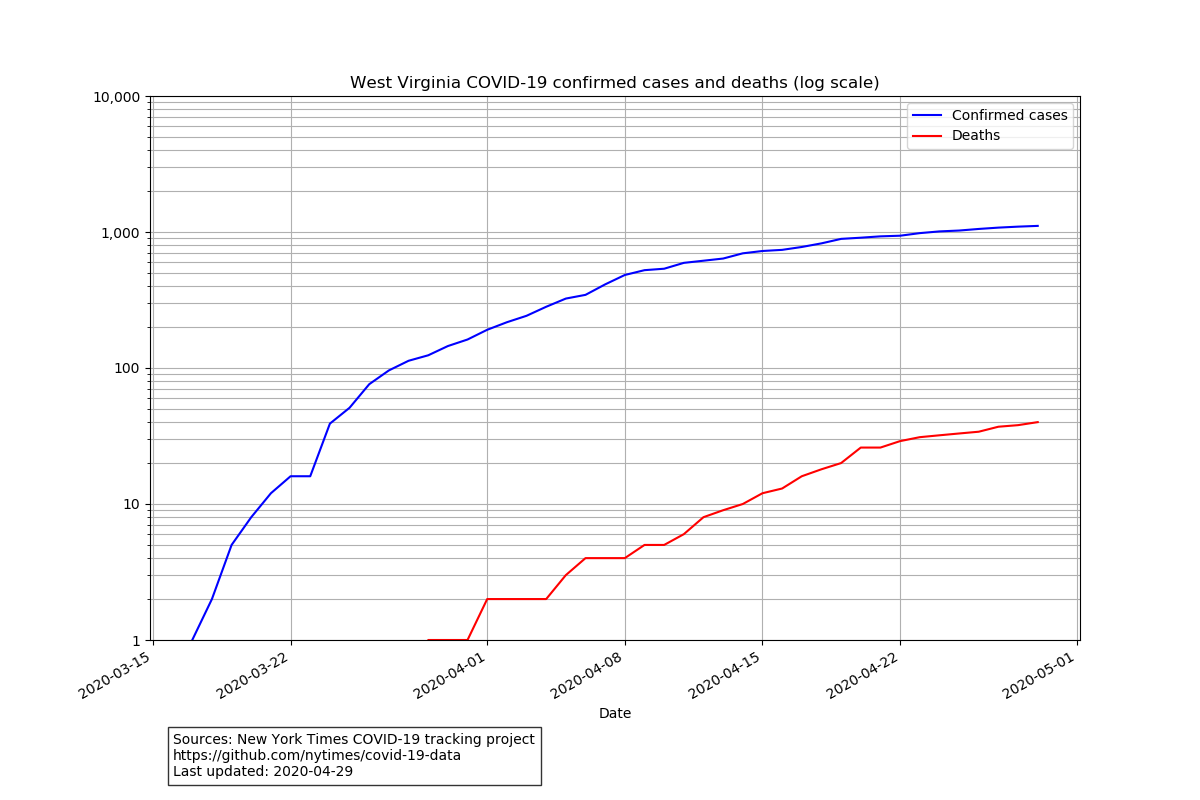 West Virginia COVID-19 confirmed cases and deaths (log scale)
10,000
1,000
100
10
1
Confirmed cases
Deaths
2020-03-15
2020-03-22
2020-04-01
2020-04-08
2020-04-15
2020-04-22
2020-05-01
Date
Sources: New York Times COVID-19 tracking project
https://github.com/nytimes/covid-19-data
Last updated: 2020-04-29